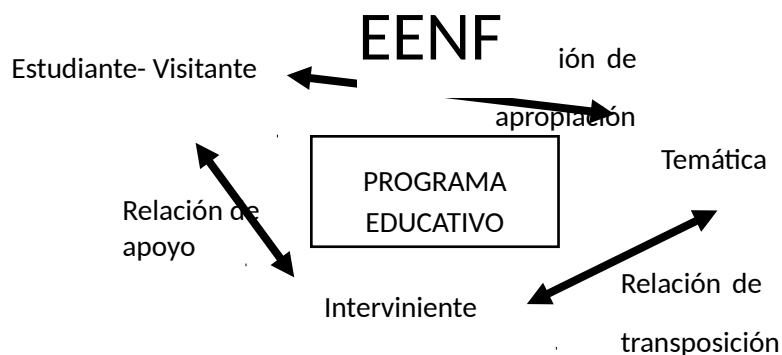 EENF
ión de
Estudiante- Visitante
apropiación
Temática
PROGRAMA
EDUCATIVO
Relación de
apoyo
Relación de
Interviniente
transposición